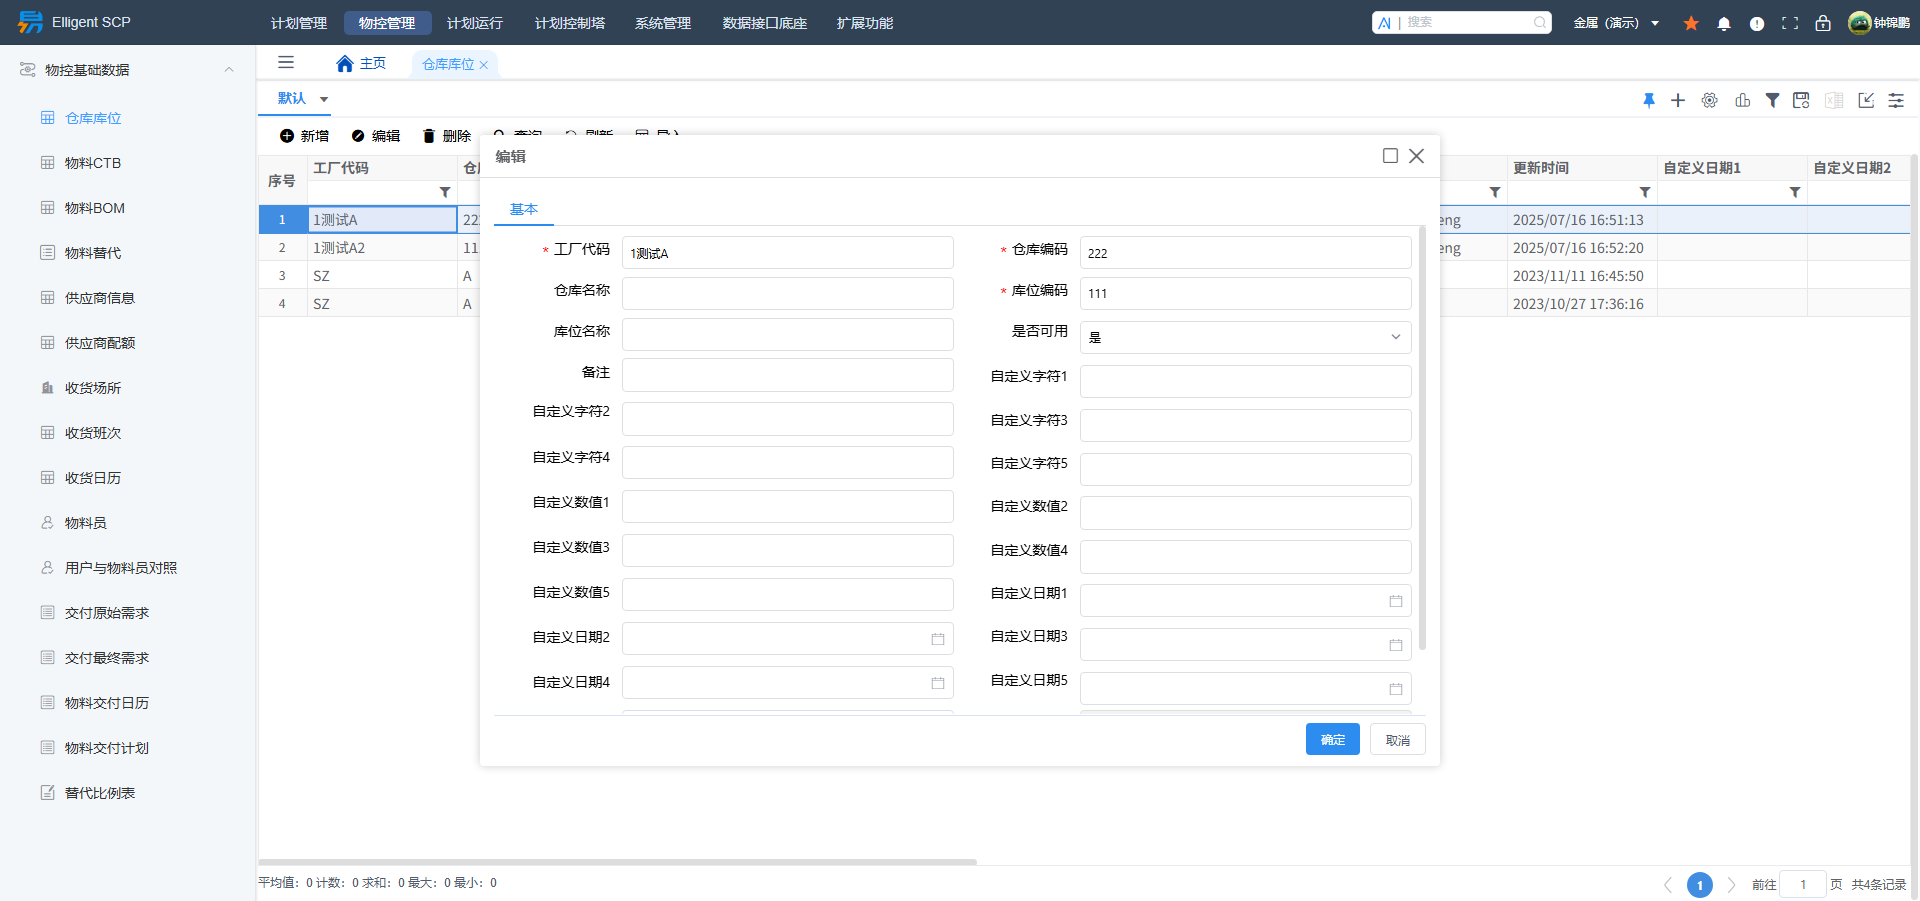 Elligent SCP
计划管理 物控管理 计划运行 计划控制塔 系统管理 数据接口底座 扩展功能
搜索
金属（演示）
钟锦鹏
物控基础数据
仓库库位
物料CTB
物料BOM
物料替代
供应商信息
供应商配额
收货场所
收货班次
收货日历
物料员
用户与物料员对照
交付原始需求
交付最终需求
物料交付日历
物料交付计划
替代比例表
主页 仓库库位
默认
新增 编辑 删除 查询 刷新 导入
序号 工厂代码 更新时间 自定义日期1 自定义日期2
1 1测试A 2025/07/16 16:51:13
2 1测试A2 11 2025/07/16 16:52:20
3 SZ A 2023/11/11 16:45:50
4 SZ A 2023/10/27 17:36:16
编辑
基本
* 工厂代码 1测试A * 仓库编码 222
仓库名称 * 库位编码 111
库位名称 是否可用 是
备注 自定义字符1
自定义字符2 自定义字符3
自定义字符4 自定义字符5
自定义数值1 自定义数值2
自定义数值3 自定义数值4
自定义数值5 自定义日期1
自定义日期2 自定义日期3
自定义日期4 自定义日期5
确定 取消
平均值：0 计数：0 求和：0 最大：0 最小：0
1 前往 1 页 共4条记录